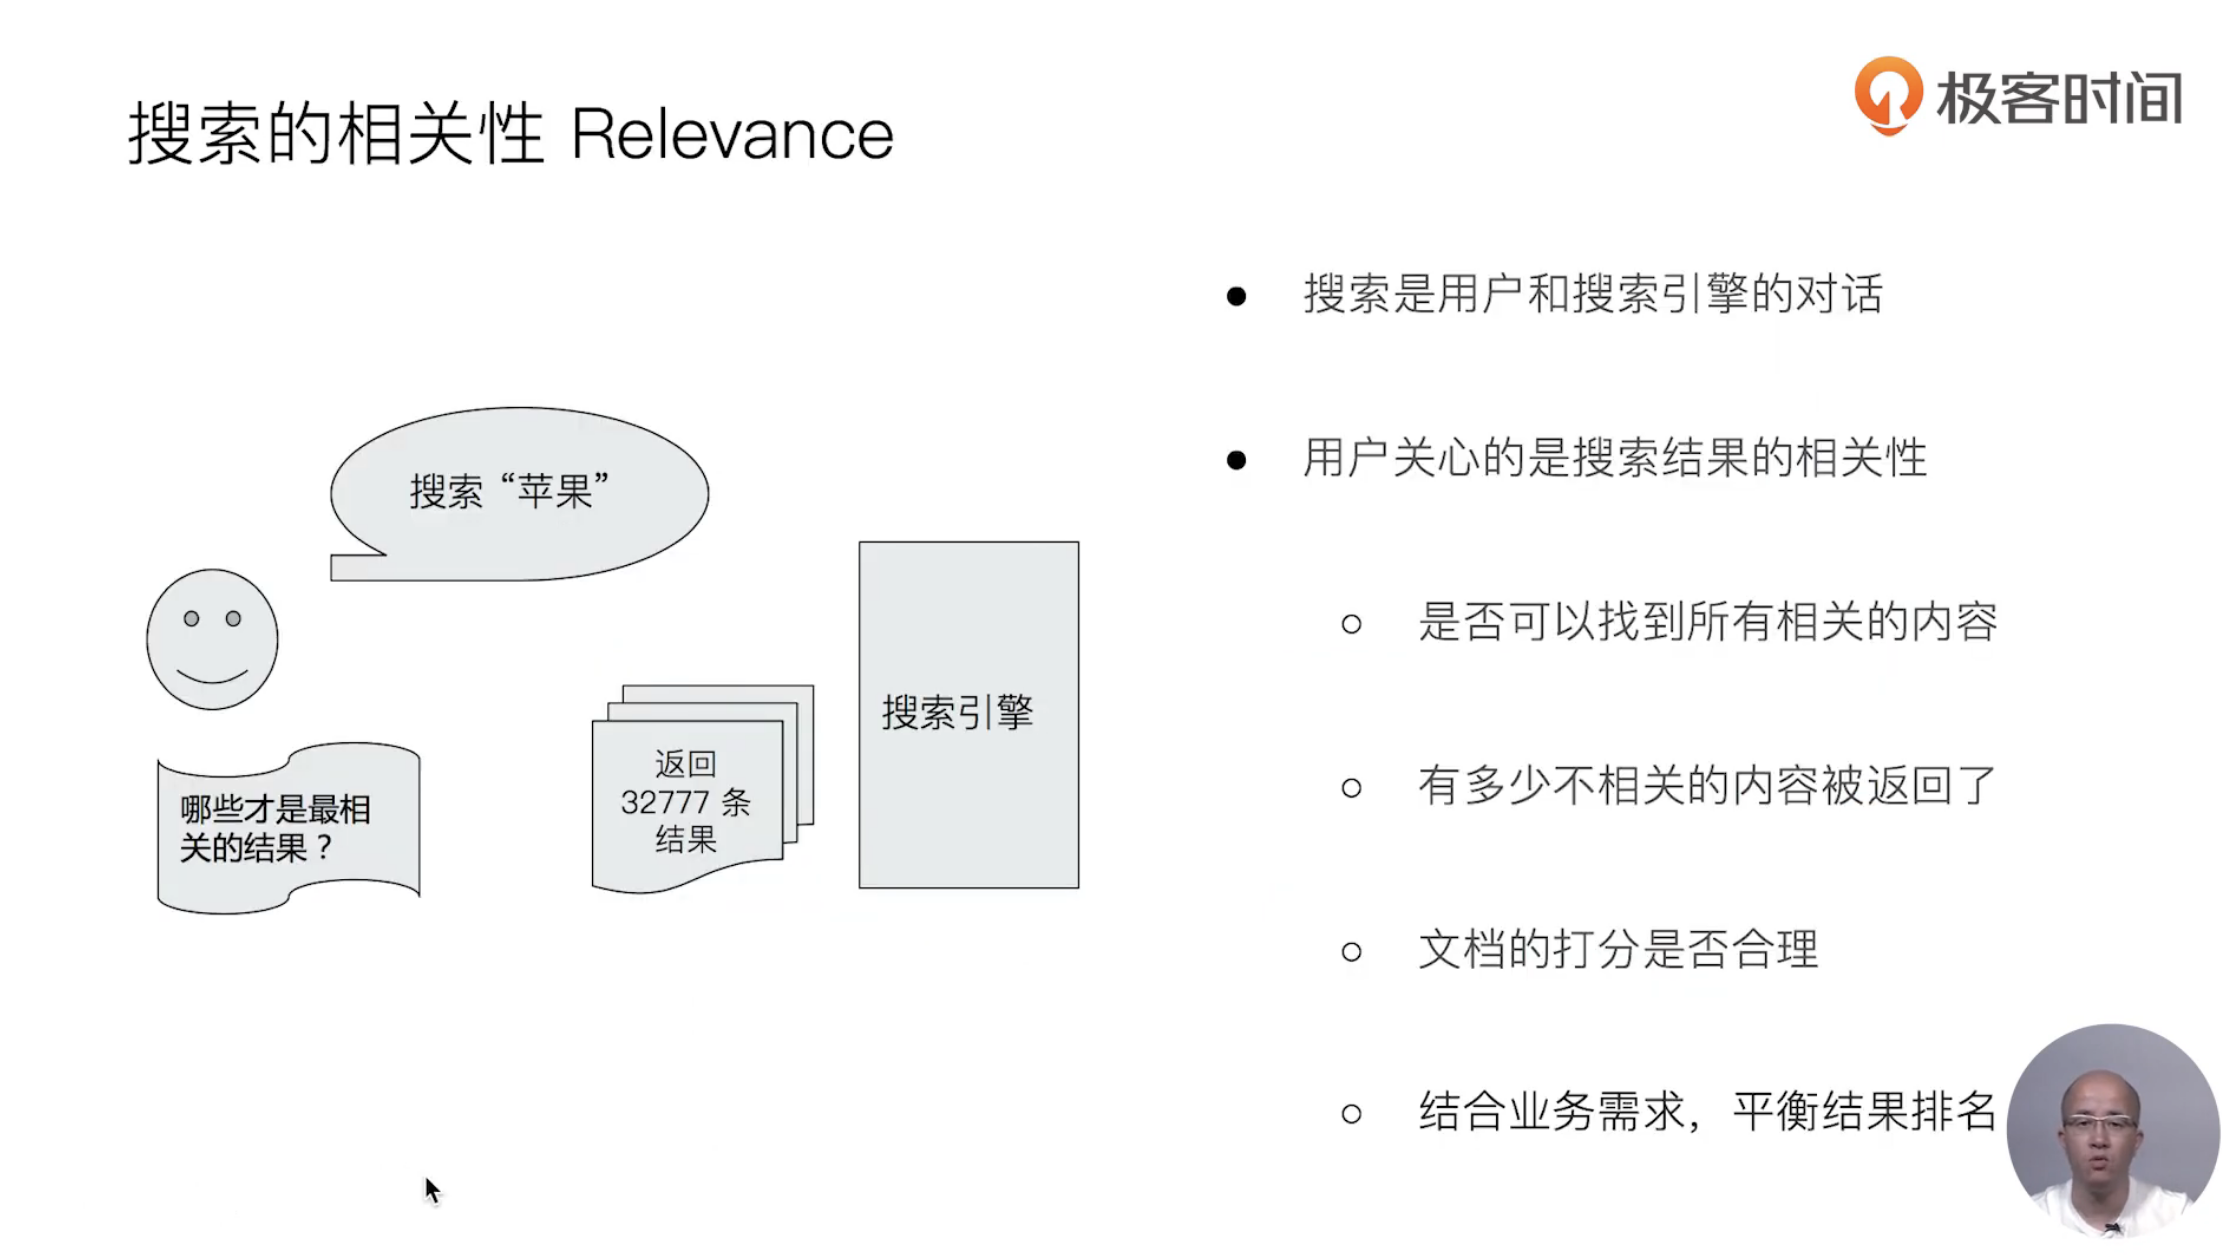 搜索的相关性 Relevance
极客时间
搜索是用户和搜索引擎的对话
用户关心的是搜索结果的相关性
是否可以找到所有相关的内容
有多少不相关的内容被返回了
文档的打分是否合理
结合业务需求，平衡结果排名
搜索 “苹果”
搜索引擎
返回
32777 条
结果
哪些才是最相
关的结果？